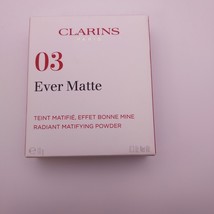 CLARINS
03
Ever Matte
TEINT MATIFIÉ, EFFET BONNE MINE
RADIANT MATIFYING POWDER